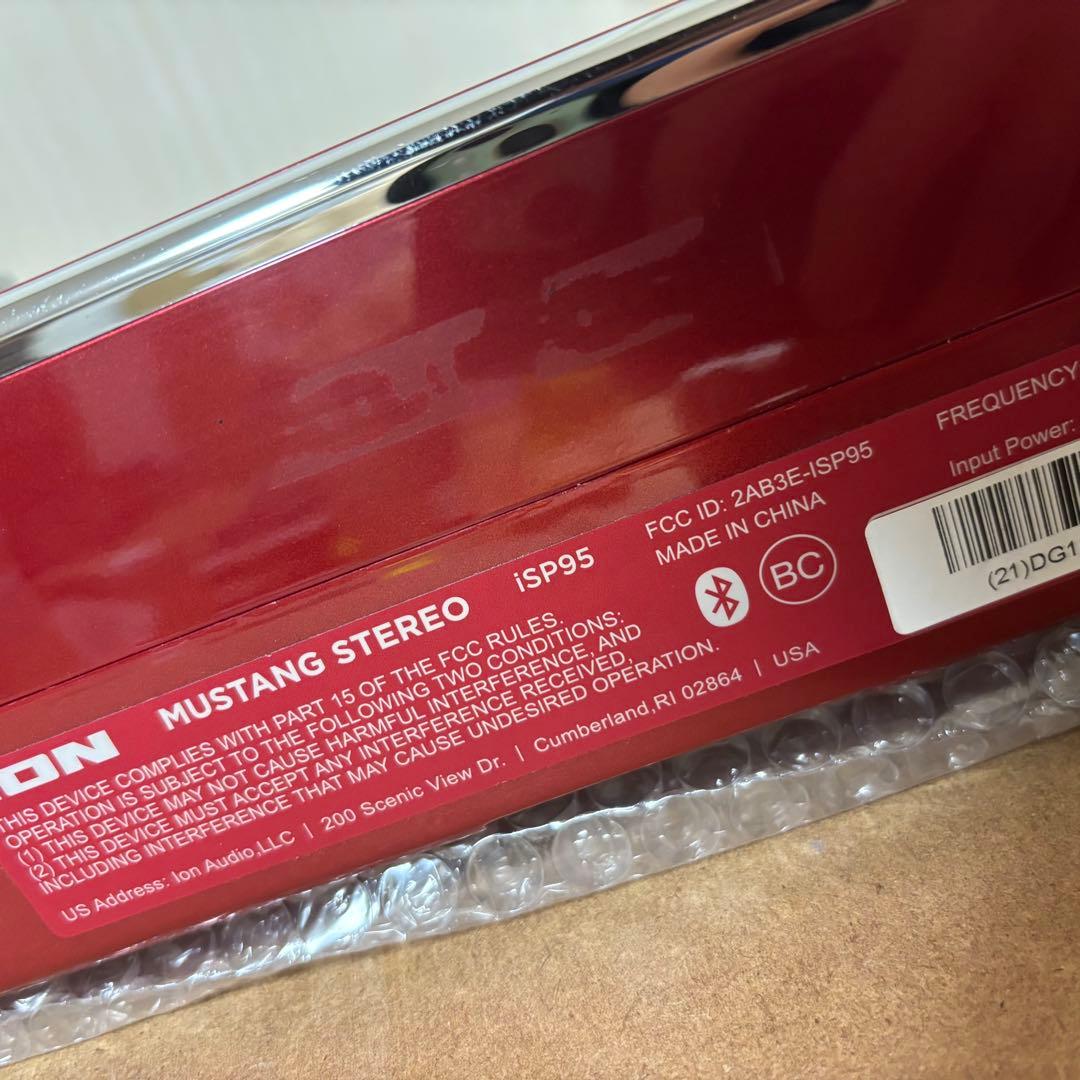 ION
MUSTANG STEREO
iSP95
THIS DEVICE COMPLIES WITH PART 15 OF THE FCC RULES.
OPERATION IS SUBJECT TO THE FOLLOWING TWO CONDITIONS:
(1) THIS DEVICE MAY NOT CAUSE HARMFUL INTERFERENCE, AND
(2) THIS DEVICE MUST ACCEPT ANY INTERFERENCE RECEIVED,
INCLUDING INTERFERENCE THAT MAY CAUSE UNDESIRED OPERATION.
US Address: Ion Audio,LLC | 200 Scenic View Dr. | Cumberland,RI 02864 | USA
FCC ID: 2AB3E-ISP95
MADE IN CHINA
BC
FREQUENCY
Input Power:
(21)DG1